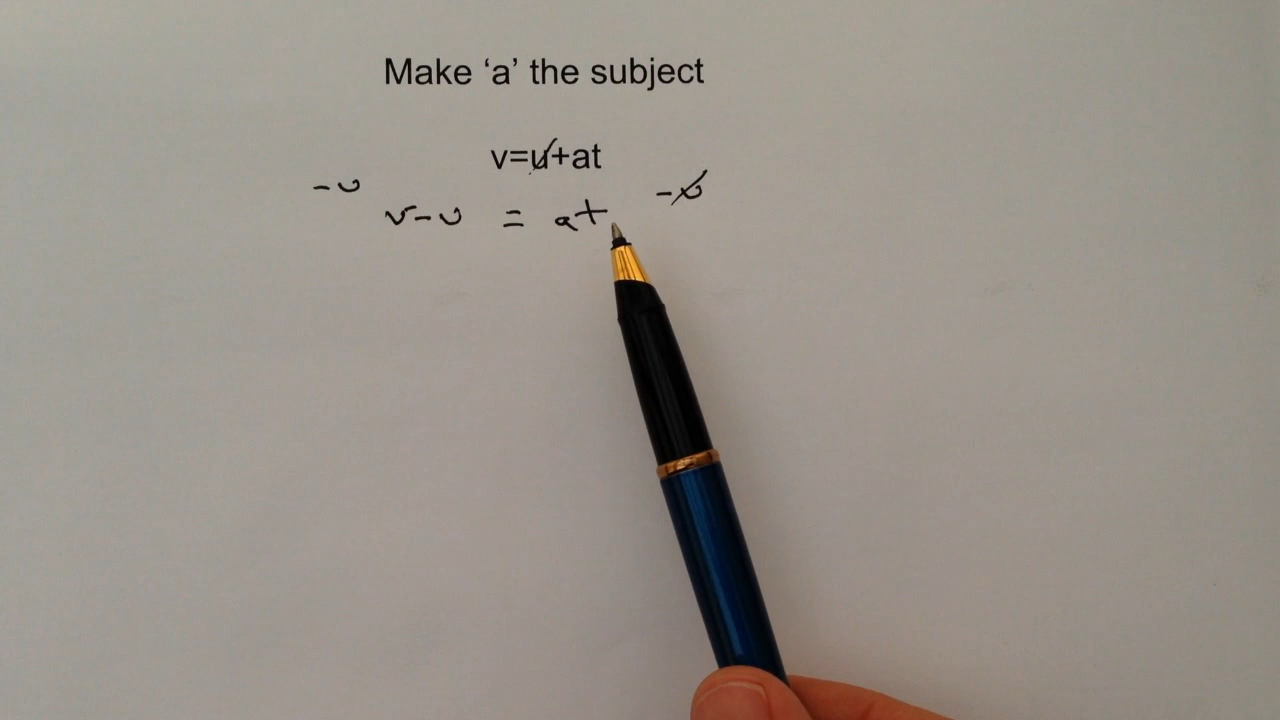 Make ‘a’ the subject
v=u+at
-u -u
v-u = at